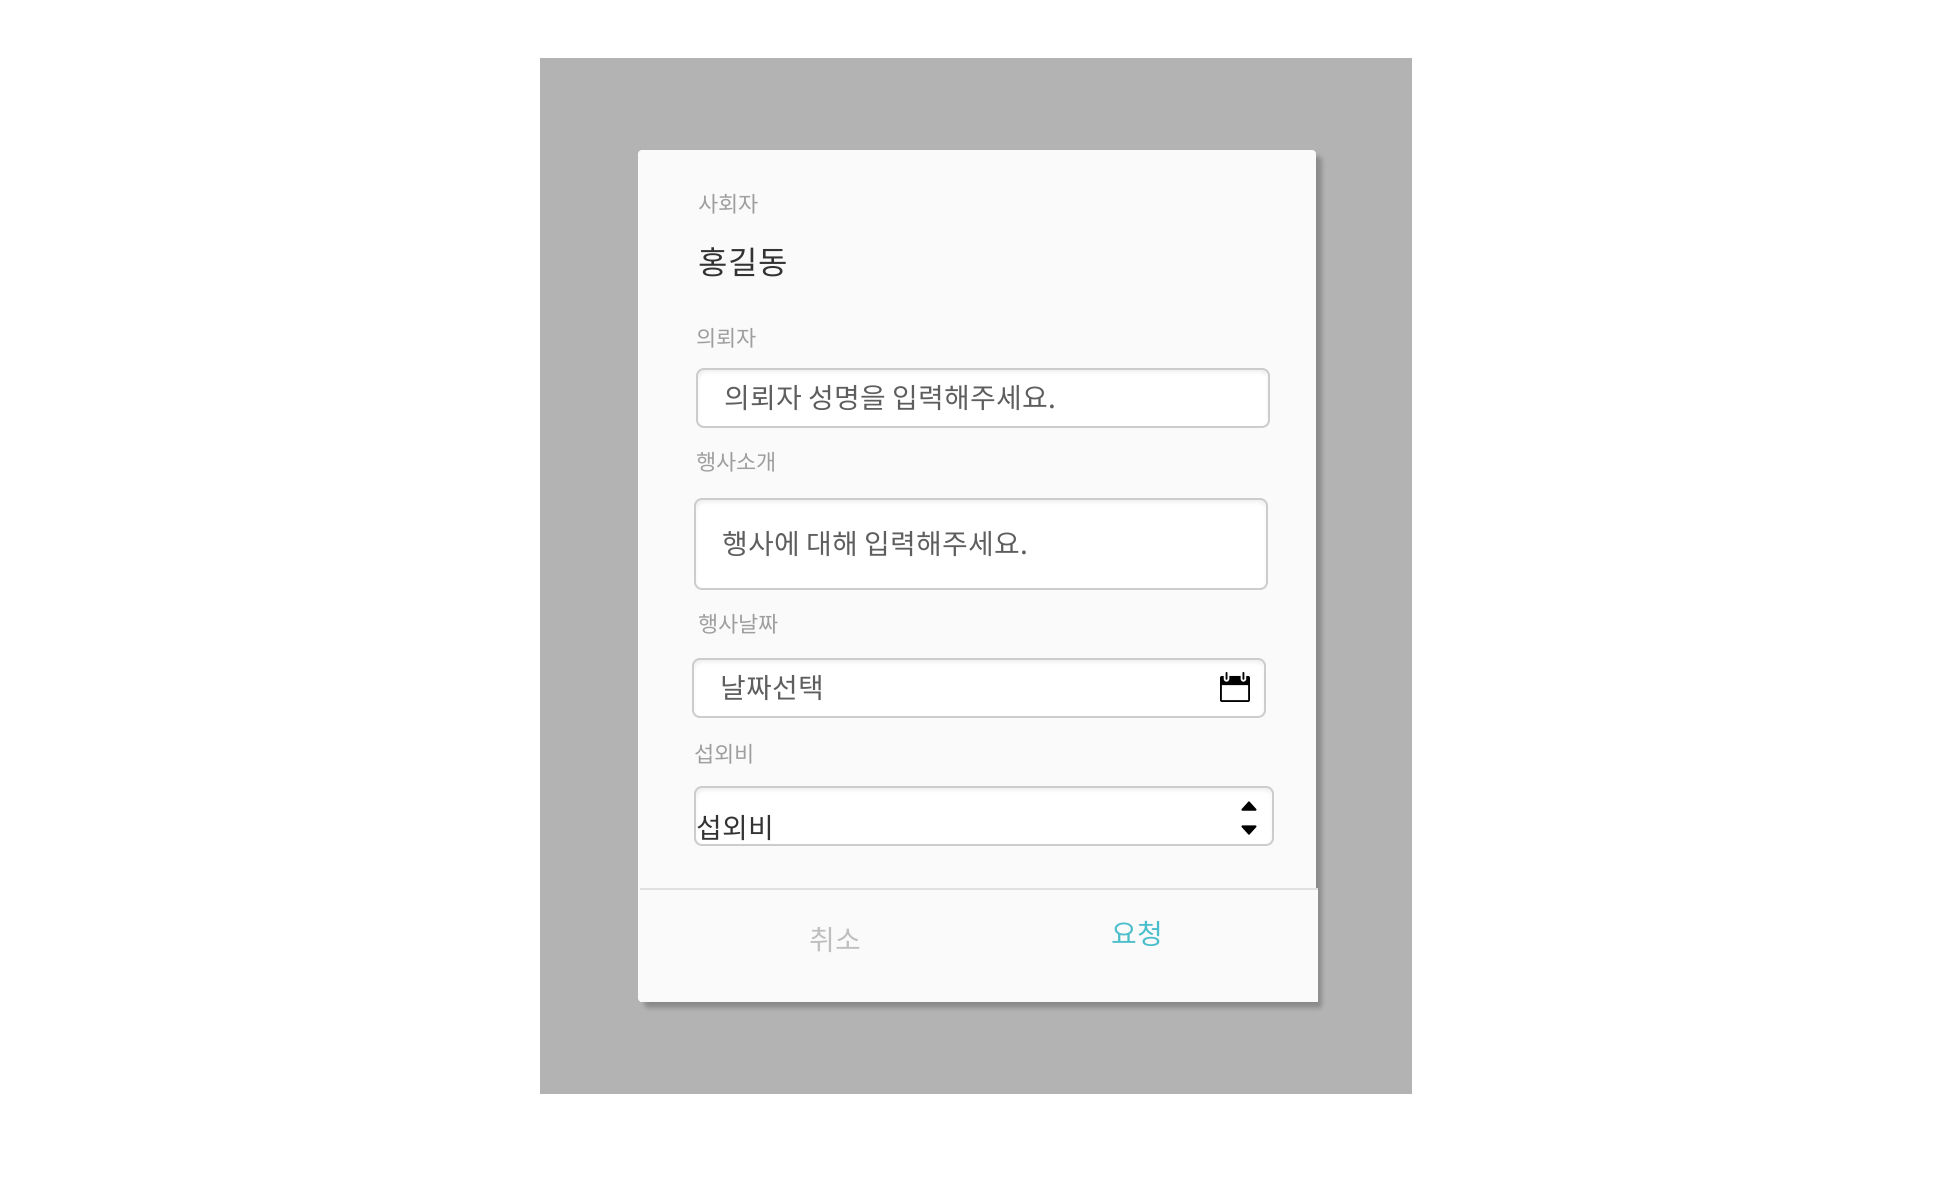 사회자
홍길동
의뢰자
의뢰자 성명을 입력해주세요.
행사소개
행사에 대해 입력해주세요.
행사날짜
날짜선택
섭외비
섭외비
취소
요청